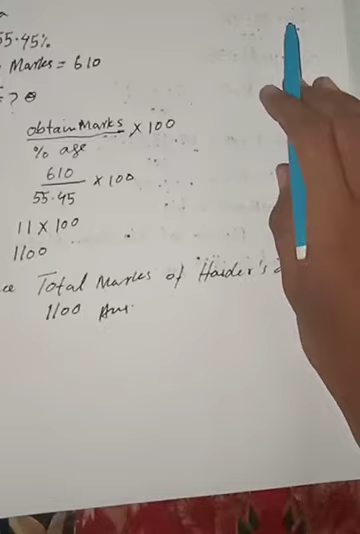 55.45%
Marks = 610
= ?
obtain Marks × 100
% age
610 × 100
55.45
11 × 100
1100
Total Marks of Haider's
1100 Ans